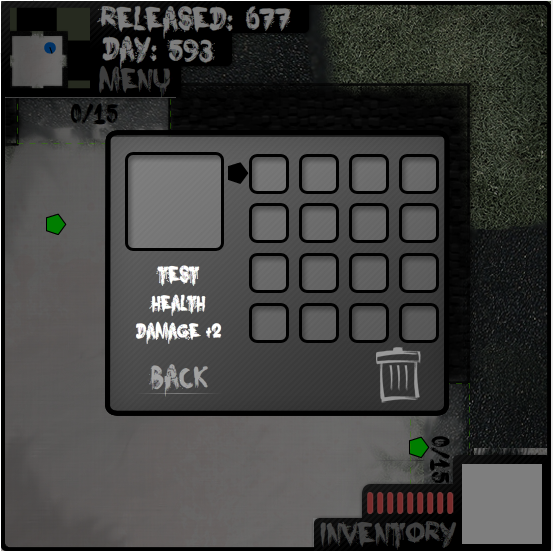 RELEASED: 677
DAY: 593
MENU
0/15
TEST
HEALTH
DAMAGE +2
BACK
0/15
INVENTORY